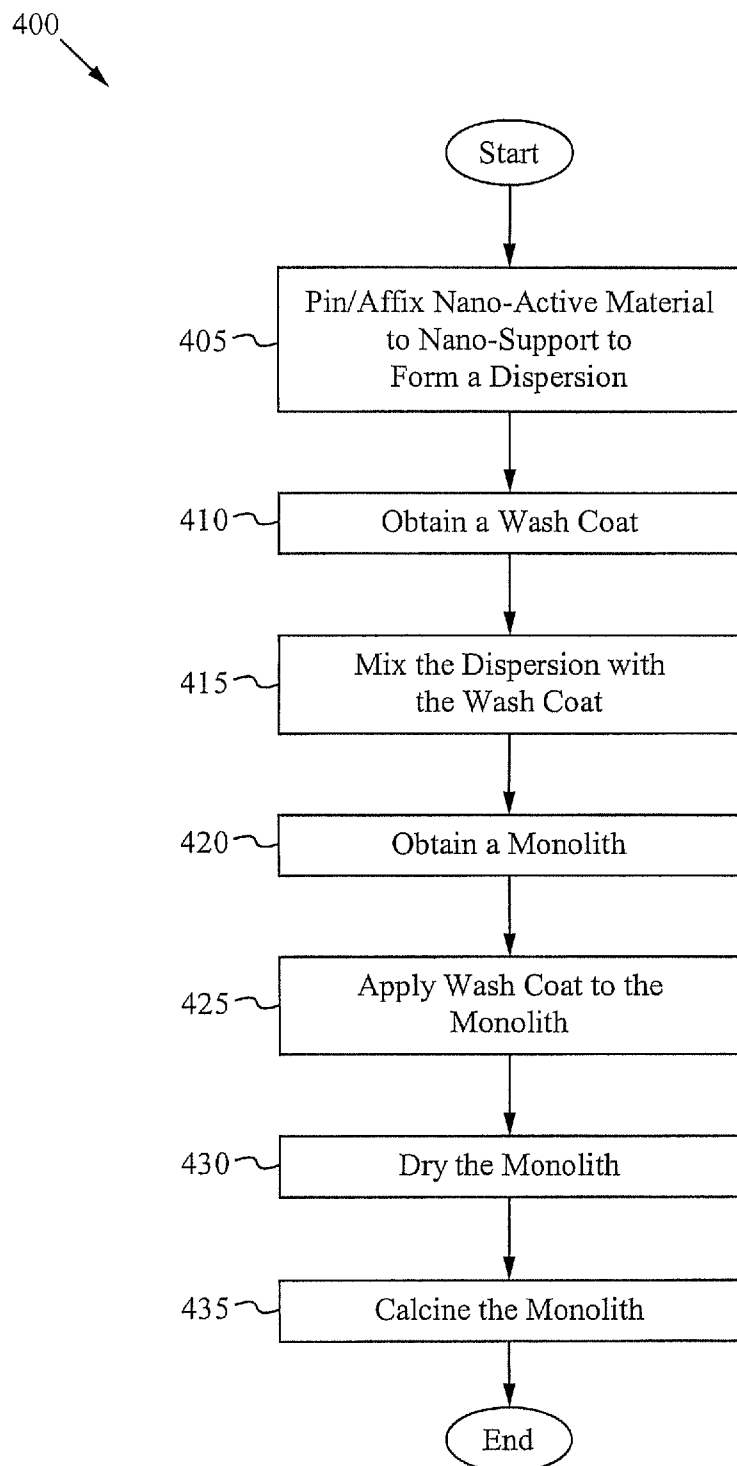 400
Start
405
Pin/Affix Nano-Active Material
to Nano-Support to
Form a Dispersion
410
Obtain a Wash Coat
415
Mix the Dispersion with
the Wash Coat
420
Obtain a Monolith
425
Apply Wash Coat to the
Monolith
430
Dry the Monolith
435
Calcine the Monolith
End